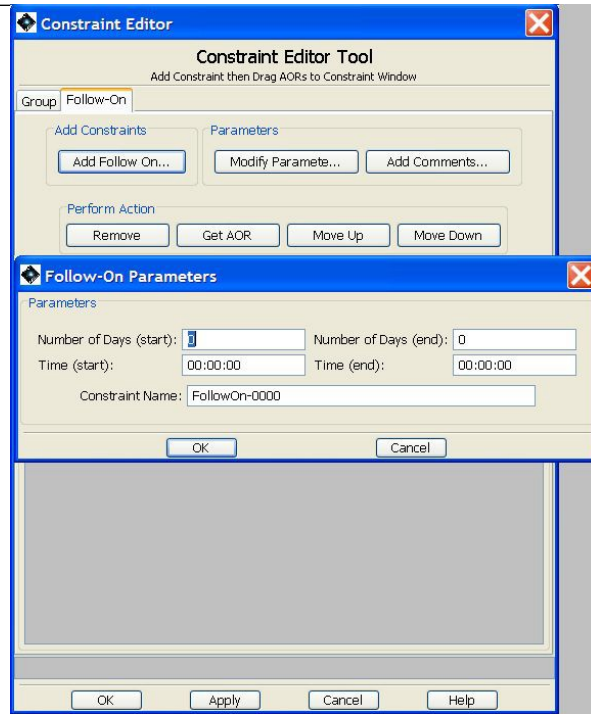 Constraint Editor
Constraint Editor Tool
Add Constraint then Drag AORs to Constraint Window
Group Follow-On
Add Constraints Parameters
Add Follow On... Modify Paramete... Add Comments...
Perform Action
Remove Get AOR Move Up Move Down
Follow-On Parameters
Parameters
Number of Days (start): 0 Number of Days (end): 0
Time (start): 00:00:00 Time (end): 00:00:00
Constraint Name: FollowOn-0000
OK Cancel
OK Apply Cancel Help